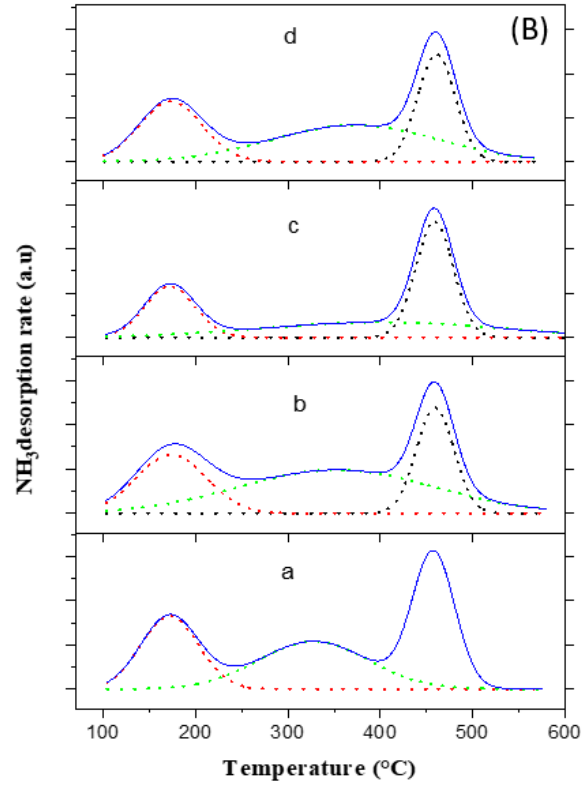 (B)
d
c
b
a
NH3desorption rate (a.u)
100 200 300 400 500 600
Temperature (°C)